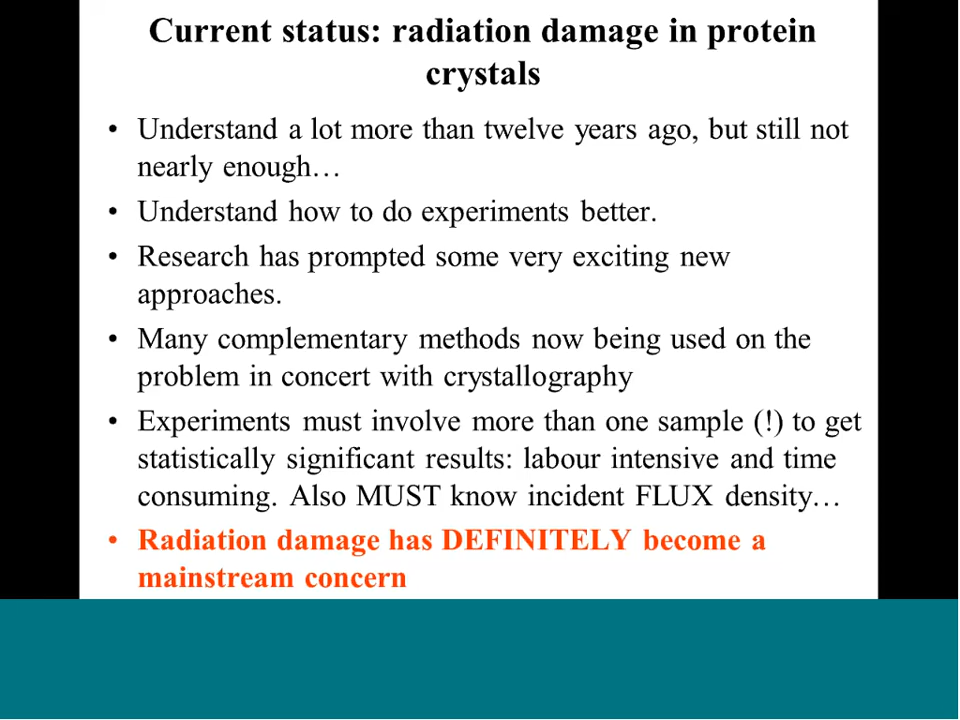 Current status: radiation damage in protein
crystals
• Understand a lot more than twelve years ago, but still not
nearly enough…
• Understand how to do experiments better.
• Research has prompted some very exciting new
approaches.
• Many complementary methods now being used on the
problem in concert with crystallography
• Experiments must involve more than one sample (!) to get
statistically significant results: labour intensive and time
consuming. Also MUST know incident FLUX density…
• Radiation damage has DEFINITELY become a
mainstream concern